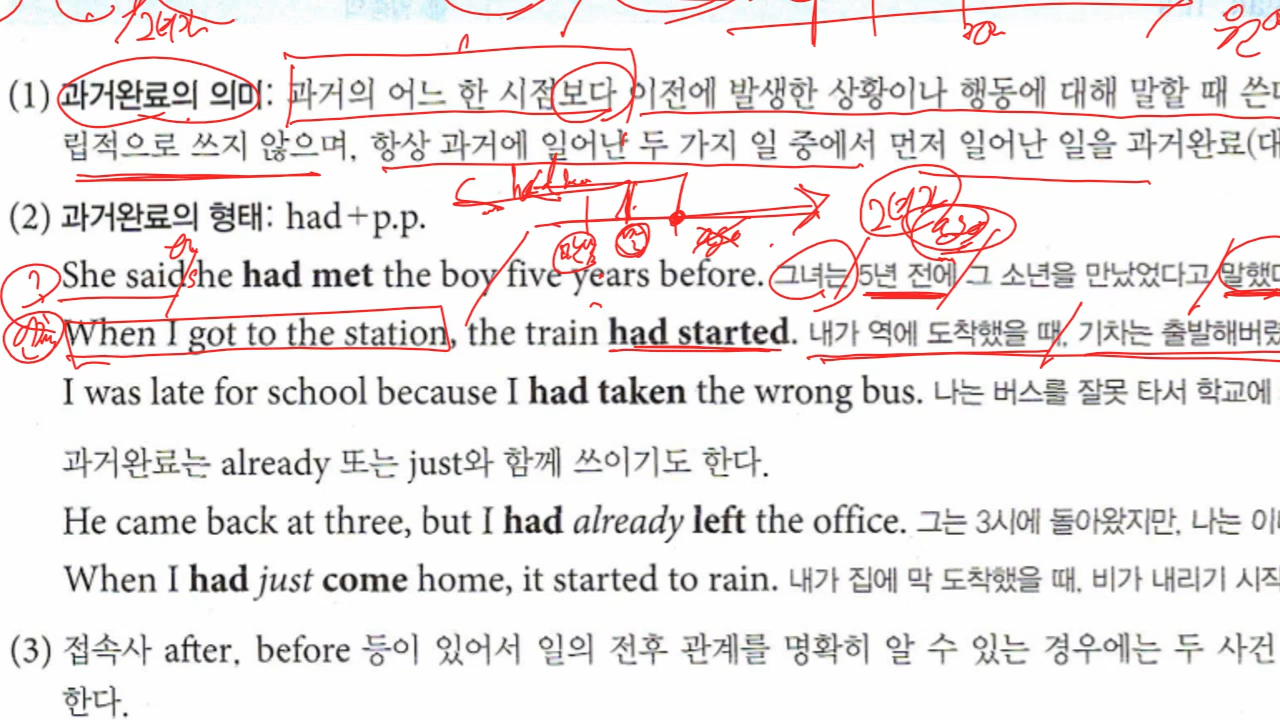 (1) 과거완료의 의미: 과거의 어느 한 시점보다 이전에 발생한 상황이나 행동에 대해 말할 때 쓴
립적으로 쓰지 않으며, 항상 과거에 일어난 두 가지 일 중에서 먼저 일어난 일을 과거완료(대
(2) 과거완료의 형태: had+p.p.
She said he had met the boy five years before. 그녀는 5년 전에 그 소년을 만났었다고 말했다
When I got to the station, the train had started. 내가 역에 도착했을 때, 기차는 출발해버렸
I was late for school because I had taken the wrong bus. 나는 버스를 잘못 타서 학교에
과거완료는 already 또는 just와 함께 쓰이기도 한다.
He came back at three, but I had already left the office. 그는 3시에 돌아왔지만, 나는 이
When I had just come home, it started to rain. 내가 집에 막 도착했을 때, 비가 내리기 시작
(3) 접속사 after, before 등이 있어서 일의 전후 관계를 명확히 알 수 있는 경우에는 두 사건
한다.